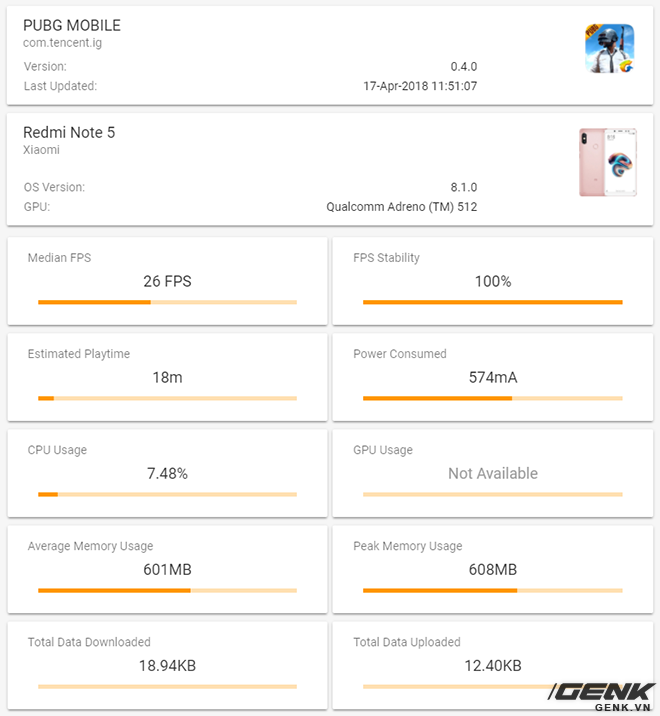 PUBG MOBILE
com.tencent.ig
Version: 0.4.0
Last Updated: 17-Apr-2018 11:51:07
PUBG
Redmi Note 5
Xiaomi
OS Version: 8.1.0
GPU: Qualcomm Adreno (TM) 512
Median FPS
26 FPS
FPS Stability
100%
Estimated Playtime
18m
Power Consumed
574mA
CPU Usage
7.48%
GPU Usage
Not Available
Average Memory Usage
601MB
Peak Memory Usage
608MB
Total Data Downloaded
18.94KB
Total Data Uploaded
12.40KB
GENK
GENK.VN